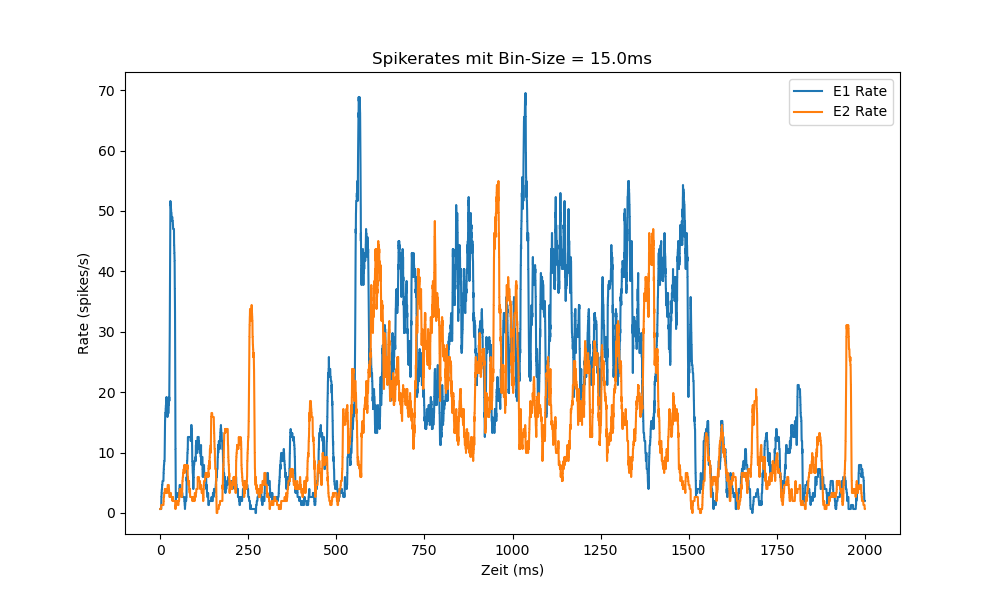 Spikerates mit Bin-Size = 15.0ms
E1 Rate
E2 Rate
Rate (spikes/s)
70
60
50
40
30
20
10
0
0 250 500 750 1000 1250 1500 1750 2000
Zeit (ms)